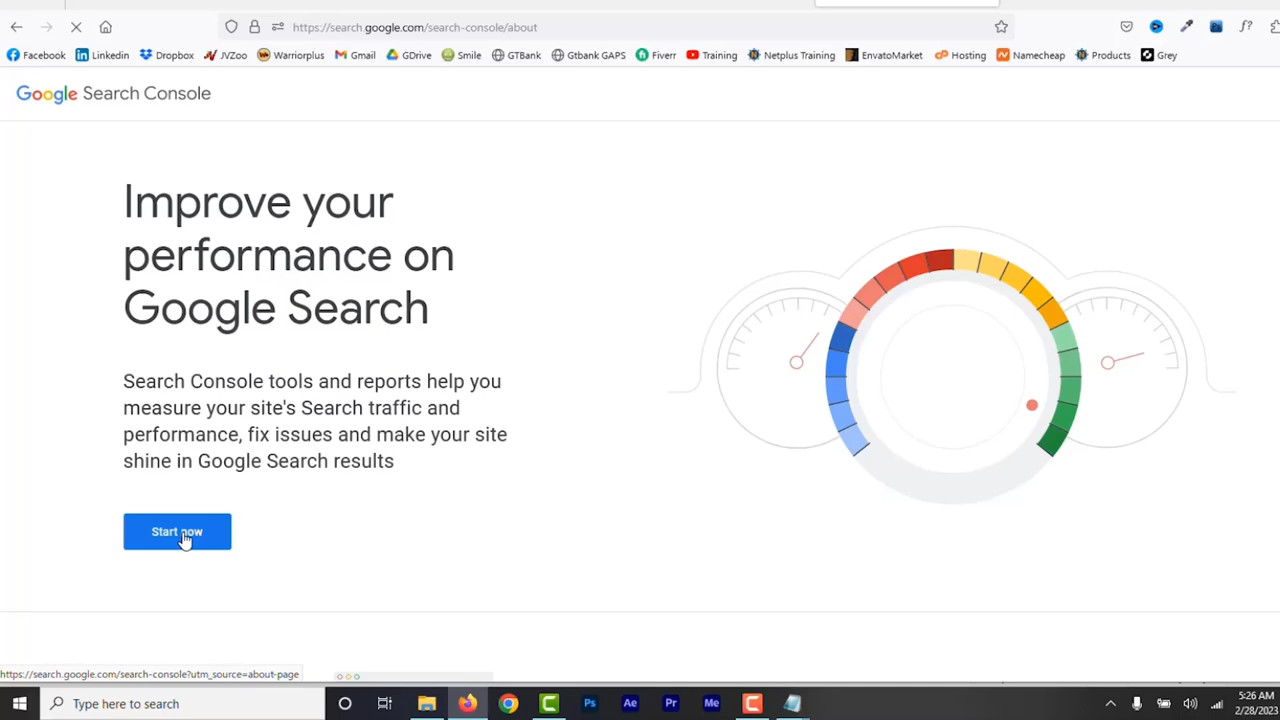 https://search.google.com/search-console/about
Facebook Linkedin Dropbox JVZoo Warriorplus Gmail GDrive Smile GTBank Gtbank GAPS Fiverr Training Netplus Training EnvatoMarket Hosting Namecheap Products Grey
Google Search Console
Improve your
performance on
Google Search
Search Console tools and reports help you
measure your site's Search traffic and
performance, fix issues and make your site
shine in Google Search results
Start now
https://search.google.com/search-console?utm_source=about-page
Type here to search
Ps Ae Pr Me
5:26 AM
2/28/2023